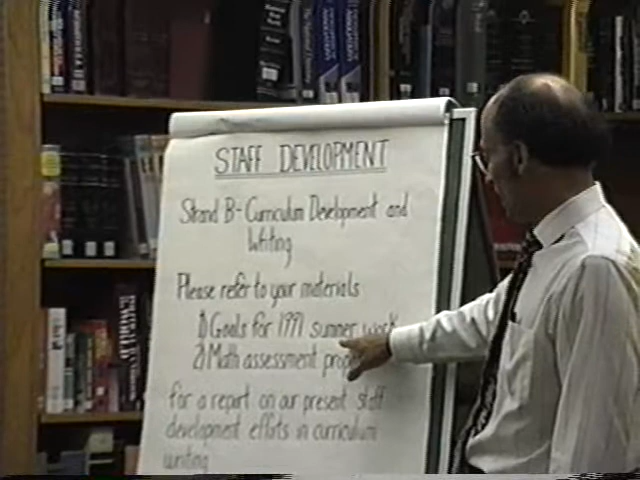 STAFF DEVELOPMENT
Strand B - Curriculum Development and
Writing
Please refer to your materials
1) Goals for 1991 summer work
2) Math assessment
for a report on our present staff
development efforts in curriculum
writing